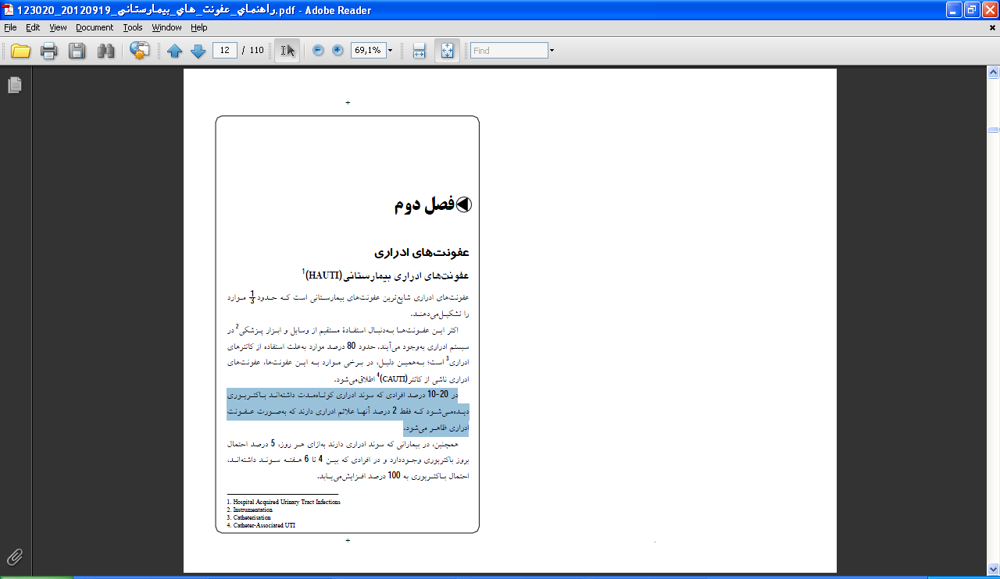 123020_20120919_راهنماي_عفونت_هاي_بيمارستانی.pdf - Adobe Reader
File Edit View Document Tools Window Help
12 / 110 69,1% Find
فصل دوم
عفونت‌های ادراری
عفونت‌های ادراری بیمارستانی (HAUTI)1
عفونت‌های ادراری شایع‌ترین عفونت‌های بیمارستانی است که حدود 1/3 موارد
را تشکیل‌می‌دهند.
اکثر این عفونت‌ها به‌دنبال استفادهٔ مستقیم از وسایل و ابزار پزشکی2 در
سیستم ادراری به‌وجود می‌آیند. حدود 80 درصد موارد به‌علت استفاده از کاتترهای
ادراری3 است؛ به‌همین دلیل، در برخی موارد به این عفونت‌ها، عفونت‌های
ادراری ناشی از کاتتر (CAUTI)4 اطلاق‌می‌شود.
در 20-10 درصد افرادی که سوند ادراری کوتاه‌مدت داشته‌اند باکتریوری
دیده‌می‌شود که فقط 2 درصد آنها علائم ادراری دارند که به‌صورت عفونت
ادراری ظاهر می‌شود.
همچنین، در بیمارانی که سوند ادراری دارند به‌ازای هر روز، 5 درصد احتمال
بروز باکتریوری وجوددارد و در افرادی که بین 4 تا 6 هفته سوند داشته‌اند،
احتمال باکتریوری به 100 درصد افزایش‌می‌یابد.
1. Hospital Acquired Urinary Tract Infections
2. Instrumentation
3. Catheterisation
4. Catheter-Associated UTI